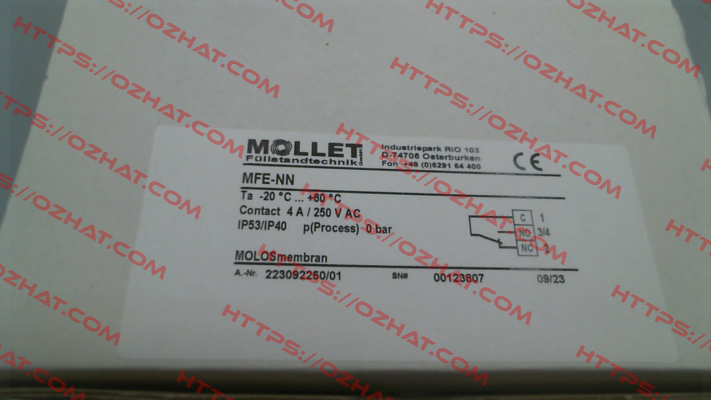 MOLLET
Füllstandtechnik GmbH
Industriepark RIO 103
D-74706 Osterburken
Fon +49 (0)6291 64 400
CE
MFE-NN
Ta -20 °C ... +60 °C
Contact 4 A / 250 V AC
IP53/IP40 p(Process) 0 bar
C 1
NO 3/4
NC 2
MOLOSmembran
A.-Nr. 223092250/01 SN# 00123807 09/23
HTTPS://OZHAT.COM
HTTPS://OZHAT.COM
HTTPS://OZHAT.COM
HTTPS://OZHAT.COM
HTTPS://OZHAT.COM
HTTPS://OZHAT.COM
HTTPS://OZHAT.COM
HTTPS://OZHAT.COM